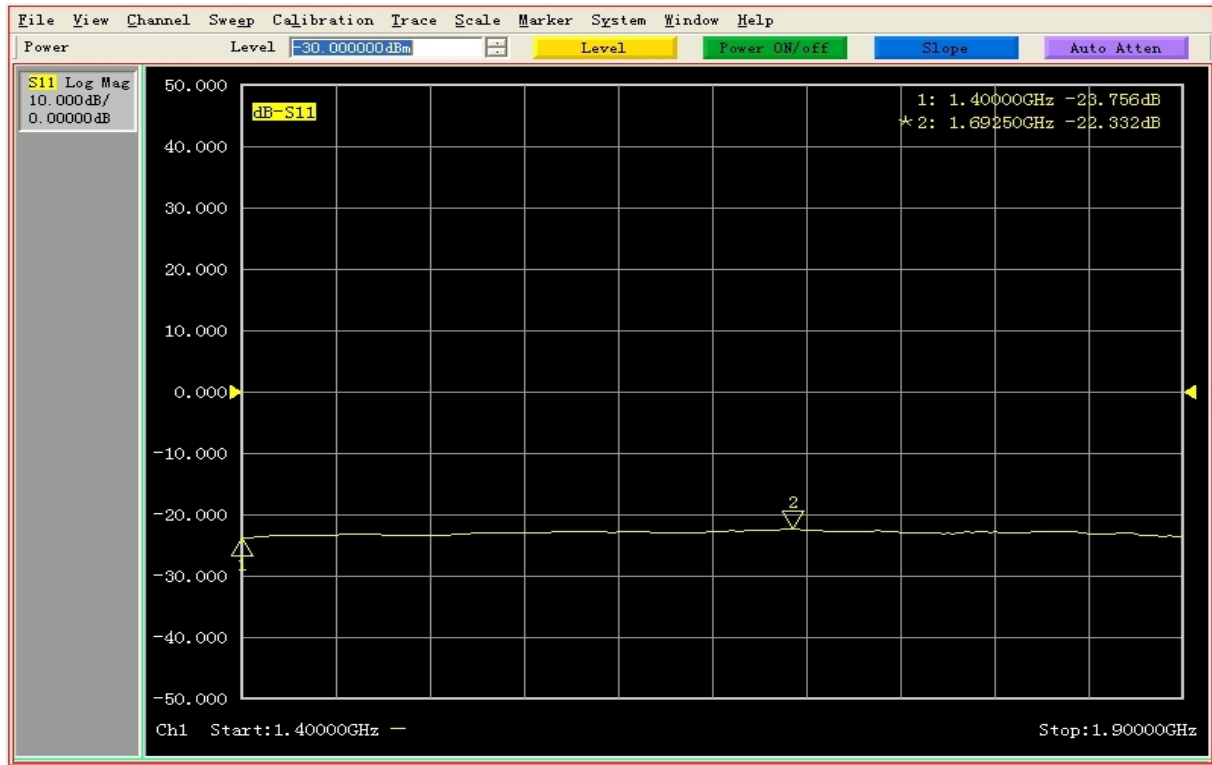 File View Channel Sweep Calibration Trace Scale Marker System Window Help
Power Level -30.000000dBm Level Power ON/off Slope Auto Atten
S11 Log Mag
10.000dB/
0.00000dB
50.000
dB-S11
1: 1.40000GHz -23.756dB
2: 1.69250GHz -22.332dB
40.000
30.000
20.000
10.000
0.000
-10.000
2
-20.000
1
-30.000
-40.000
-50.000
Ch1 Start:1.40000GHz — Stop:1.90000GHz